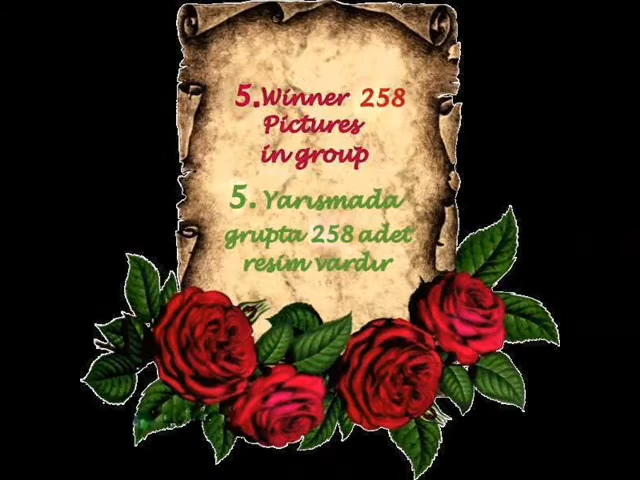 5.Winner 258
Pictures
in group
5. Yarısmada
grupta 258 adet
resim vardır